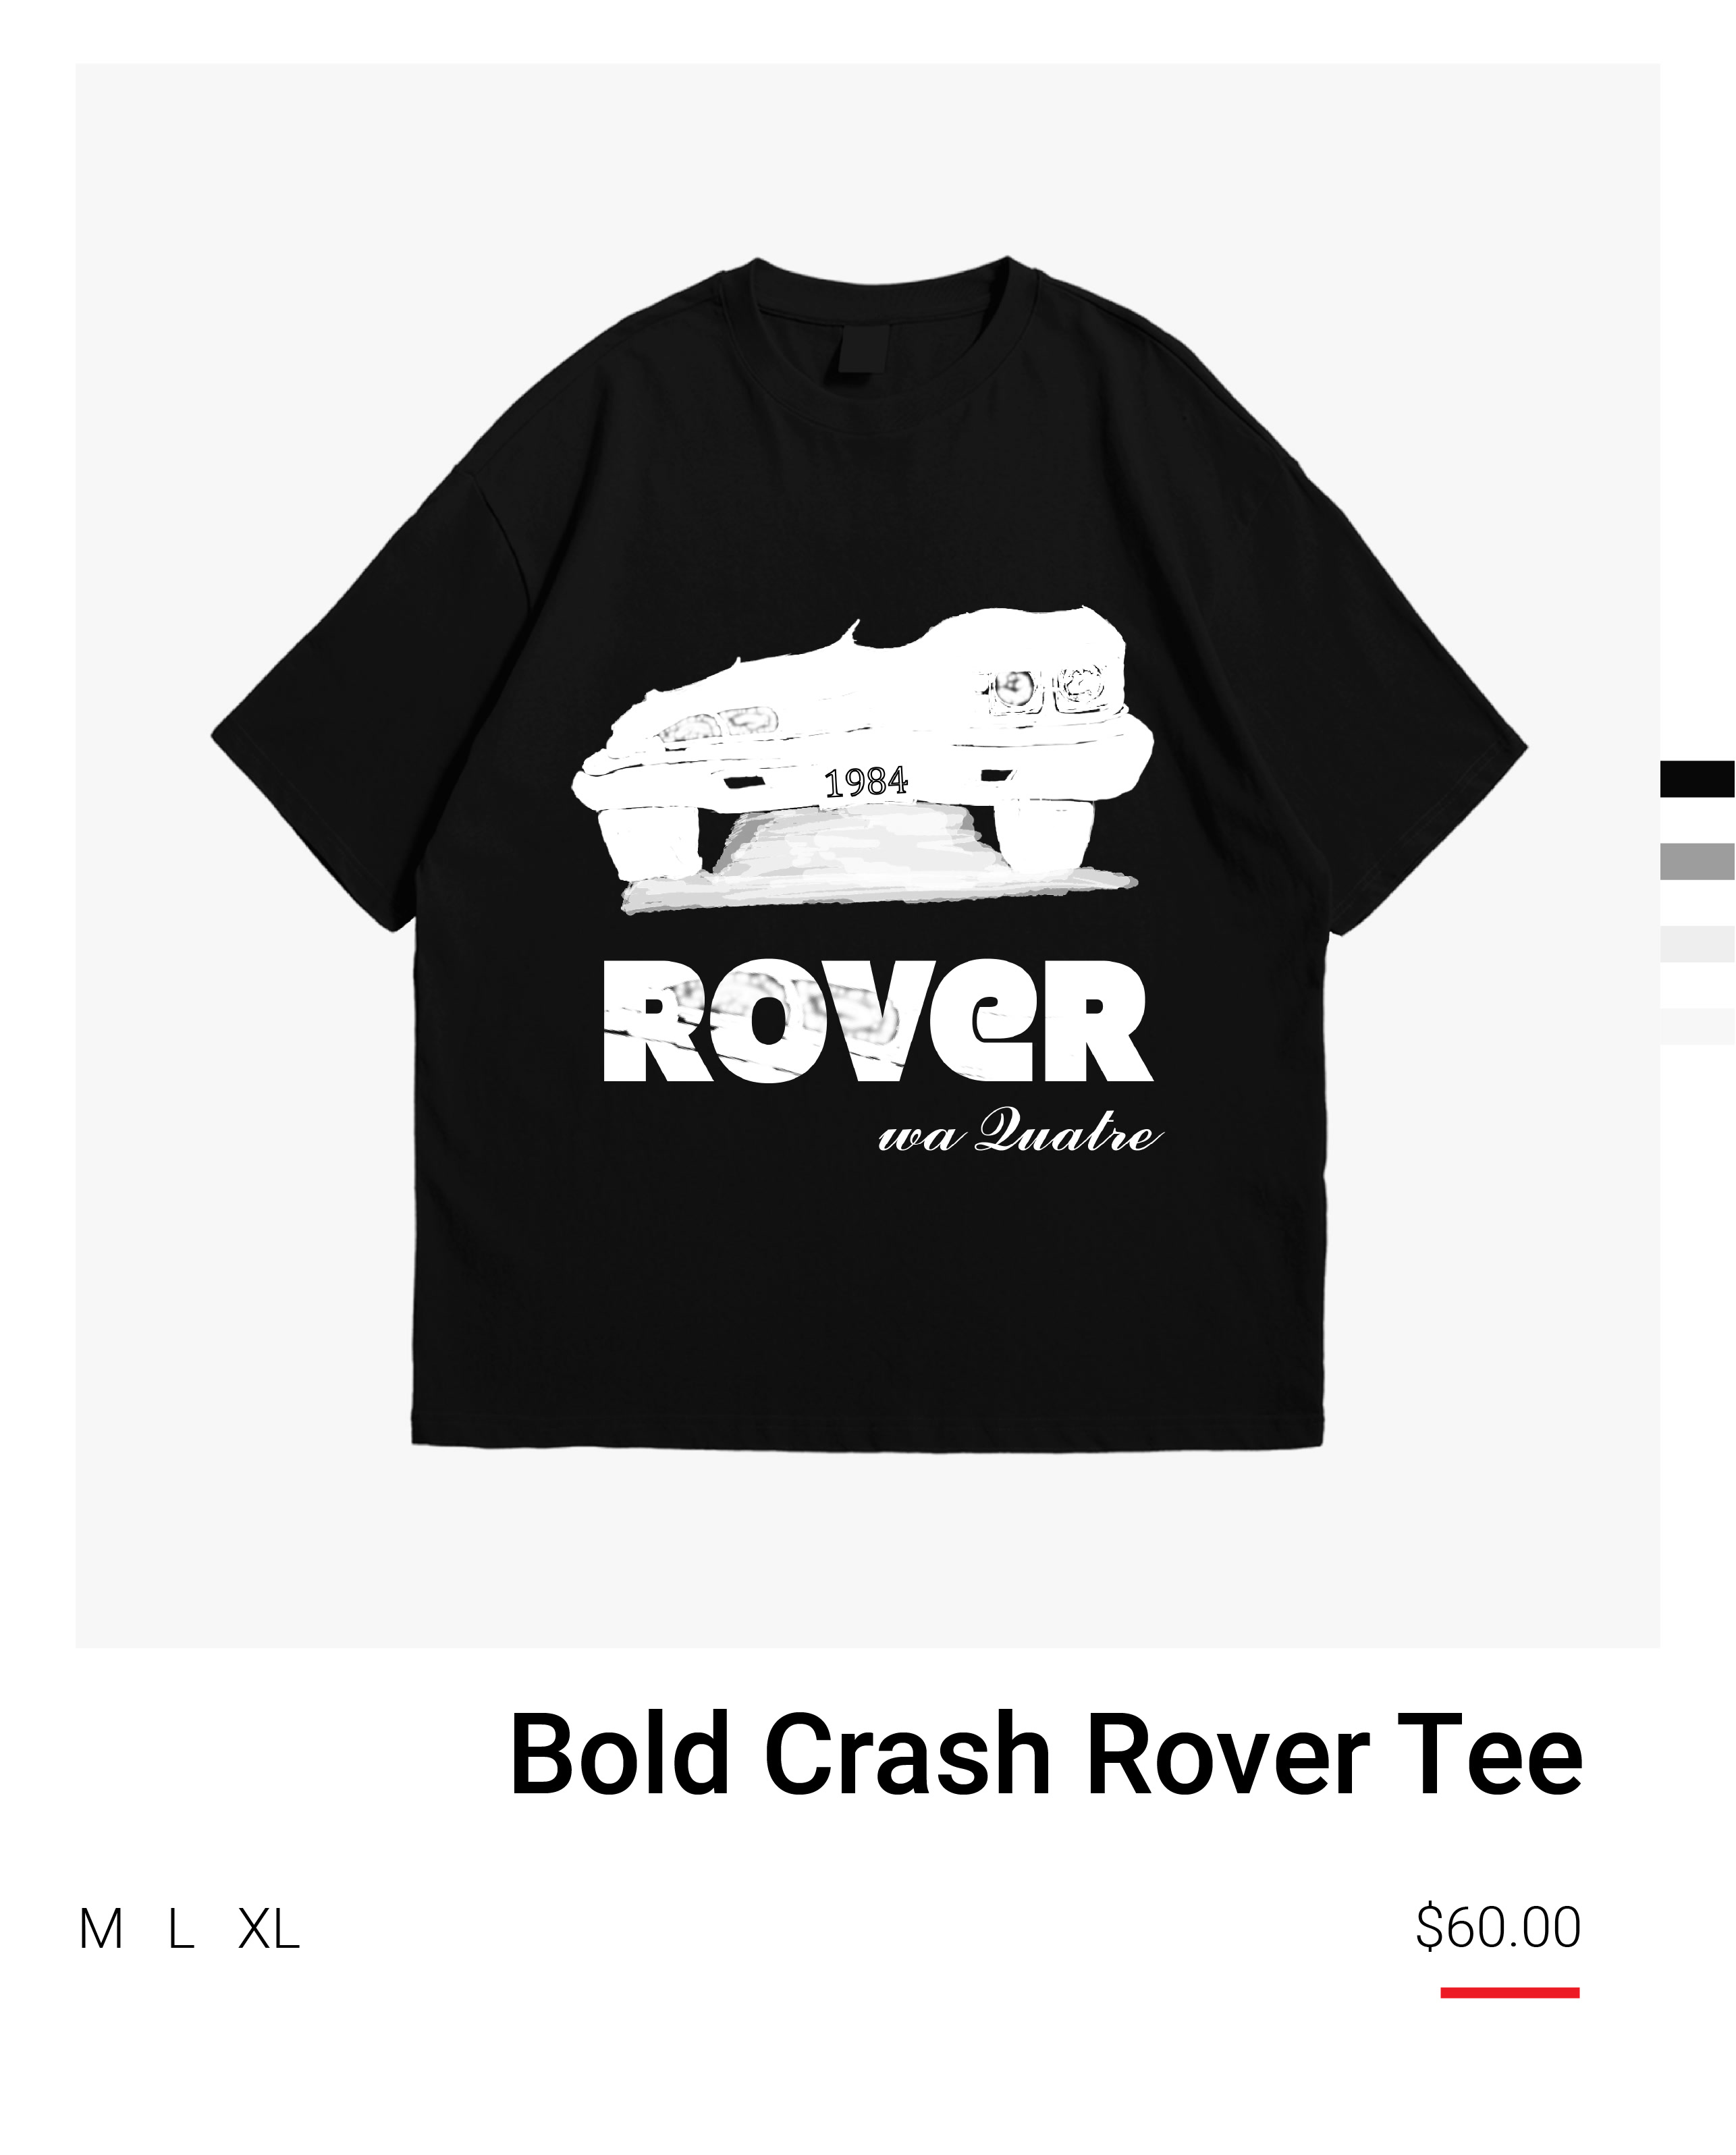 1984
ROVeR
wa Quatre
Bold Crash Rover Tee
M L XL
$60.00